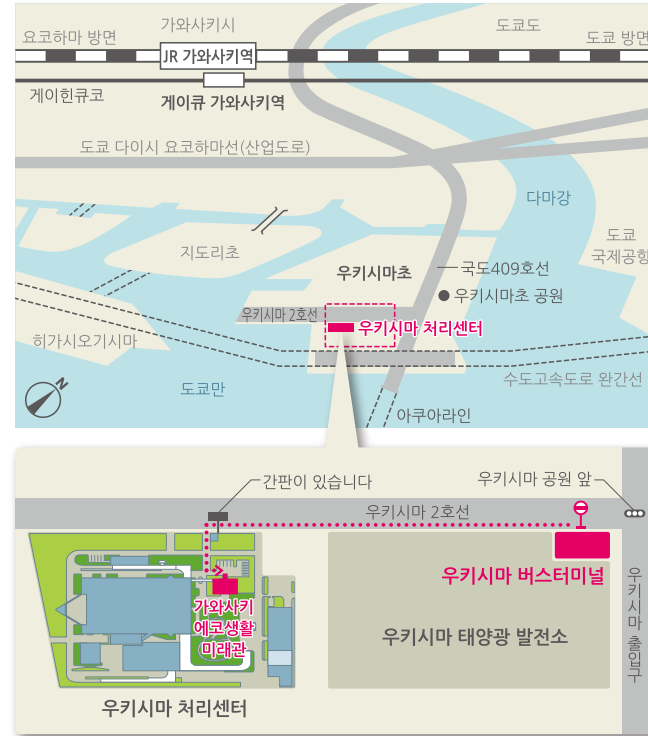 가와사키시
도쿄도
요코하마 방면
도쿄 방면
JR 가와사키역
게이힌큐코
게이큐 가와사키역
도쿄 다이시 요코하마선(산업도로)
다마강
도쿄
국제공항
지도리초
우키시마초
국도409호선
우키시마초 공원
우키시마 2호선
우키시마 처리센터
히가시오기시마
수도고속도로 완간선
도쿄만
N
아쿠아라인
간판이 있습니다
우키시마 공원 앞
우키시마 2호선
우키시마 버스터미널
우키시마 출입구
가와사키
에코생활
미래관
우키시마 태양광 발전소
우키시마 처리센터